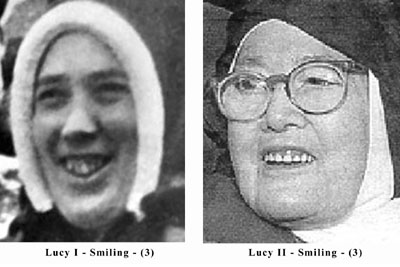 Lucy I - Smiling - (3)
Lucy II - Smiling - (3)